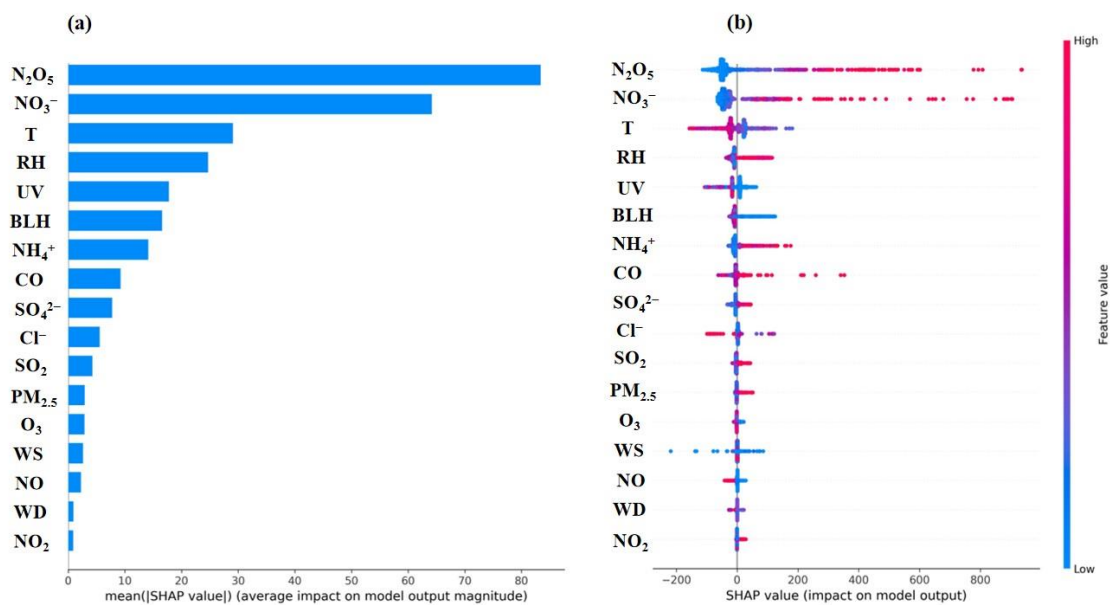 (a)
N₂O₅
NO₃⁻
T
RH
UV
BLH
NH₄⁺
CO
SO₄²⁻
Cl⁻
SO₂
PM₂.₅
O₃
WS
NO
WD
NO₂
0 10 20 30 40 50 60 70 80
mean(|SHAP value|) (average impact on model output magnitude)
(b)
N₂O₅
NO₃⁻
T
RH
UV
BLH
NH₄⁺
CO
SO₄²⁻
Cl⁻
SO₂
PM₂.₅
O₃
WS
NO
WD
NO₂
−200 0 200 400 600 800
SHAP value (impact on model output)
High
Feature value
Low